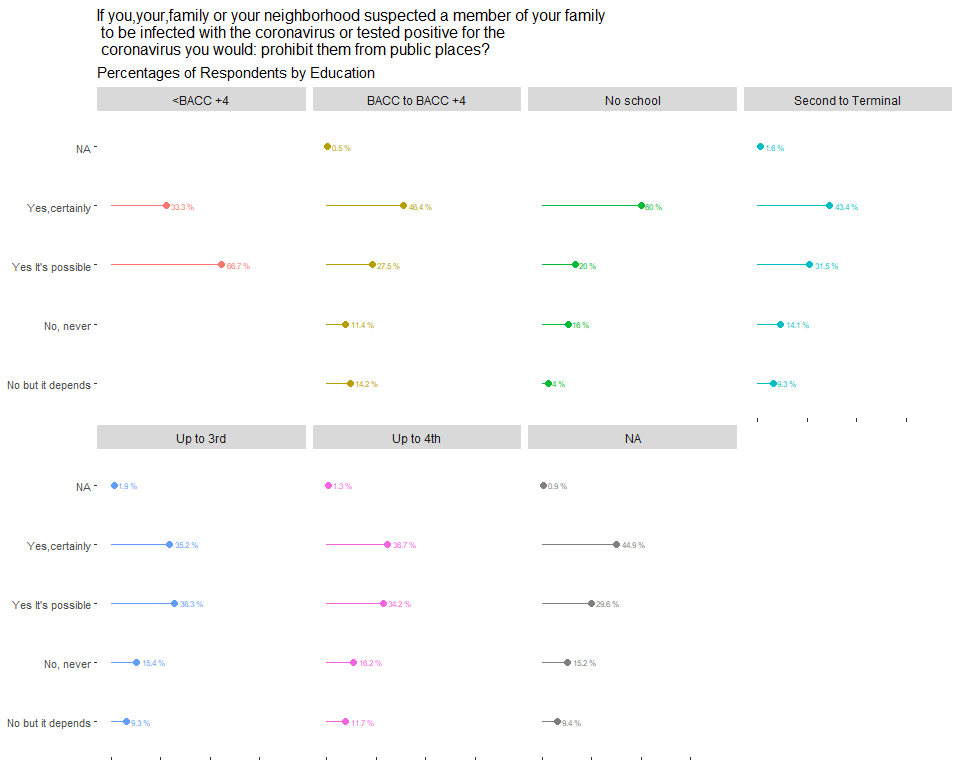 If you,your,family or your neighborhood suspected a member of your family
to be infected with the coronavirus or tested positive for the
coronavirus you would: prohibit them from public places?
Percentages of Respondents by Education
<BACC +4 BACC to BACC +4 No school Second to Terminal
NA 0.5 % 1.6 %
Yes,certainly 33.3 % 46.4 % 60 % 43.4 %
Yes It's possible 66.7 % 27.5 % 20 % 31.5 %
No, never 11.4 % 16 % 14.1 %
No but it depends 14.2 % 4 % 9.3 %
Up to 3rd Up to 4th NA
NA 1.9 % 1.3 % 0.9 %
Yes,certainly 35.2 % 36.7 % 44.9 %
Yes It's possible 38.3 % 34.2 % 29.6 %
No, never 15.4 % 16.2 % 15.2 %
No but it depends 9.3 % 11.7 % 9.4 %